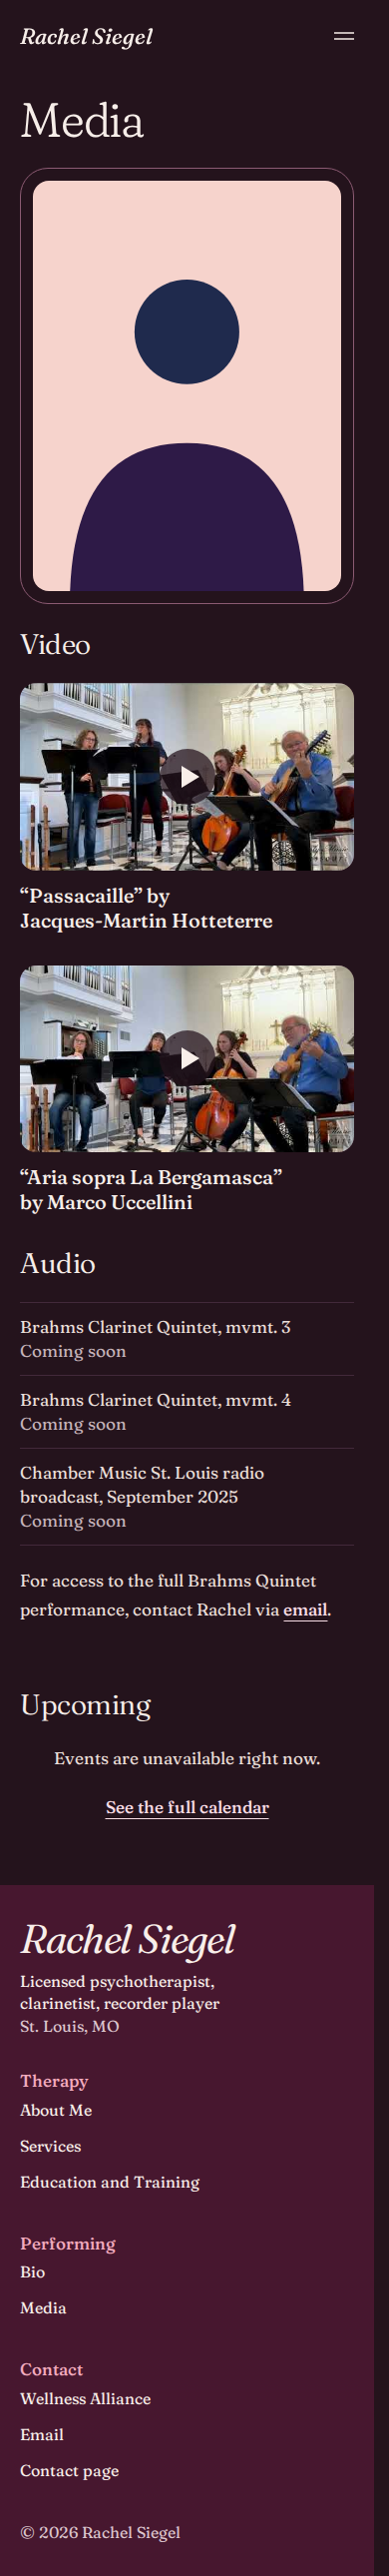 Rachel Siegel
Media
Video
“Passacaille” by
Jacques-Martin Hotteterre
“Aria sopra La Bergamasca”
by Marco Uccellini
Audio
Brahms Clarinet Quintet, mvmt. 3
Coming soon
Brahms Clarinet Quintet, mvmt. 4
Coming soon
Chamber Music St. Louis radio
broadcast, September 2025
Coming soon
For access to the full Brahms Quintet
performance, contact Rachel via email.
Upcoming
Events are unavailable right now.
See the full calendar
Rachel Siegel
Licensed psychotherapist,
clarinetist, recorder player
St. Louis, MO
Therapy
About Me
Services
Education and Training
Performing
Bio
Media
Contact
Wellness Alliance
Email
Contact page
© 2026 Rachel Siegel